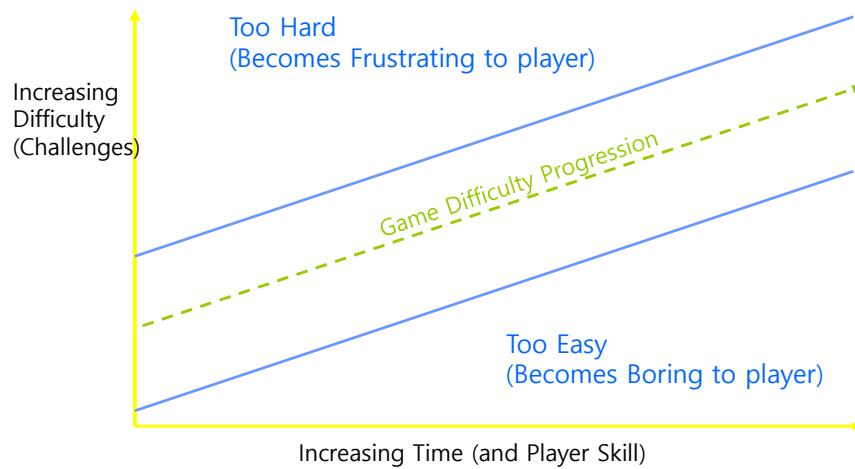 Too Hard
(Becomes Frustrating to player)
Increasing
Difficulty
(Challenges)
Game Difficulty Progression
Too Easy
(Becomes Boring to player)
Increasing Time (and Player Skill)